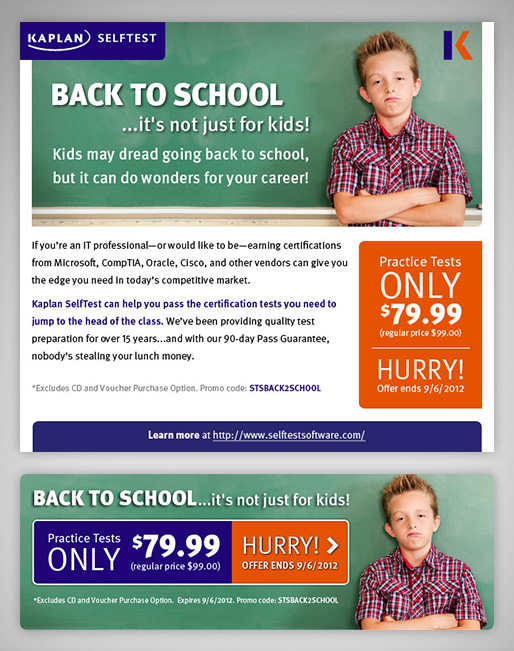 KAPLAN SELFTEST
K
BACK TO SCHOOL
...it's not just for kids!
Kids may dread going back to school,
but it can do wonders for your career!
If you're an IT professional—or would like to be—earning certifications
from Microsoft, CompTIA, Oracle, Cisco, and other vendors can give you
the edge you need in today's competitive market.
Kaplan SelfTest can help you pass the certification tests you need to
jump to the head of the class. We've been providing quality test
preparation for over 15 years...and with our 90-day Pass Guarantee,
nobody's stealing your lunch money.
*Excludes CD and Voucher Purchase Option. Promo code: STSBACK2SCHOOL
Practice Tests
ONLY
$79.99
(regular price $99.00)
HURRY!
Offer ends 9/6/2012
Learn more at http://www.selftestsoftware.com/
BACK TO SCHOOL...it's not just for kids!
Practice Tests
ONLY
$79.99
(regular price $99.00)
HURRY!
OFFER ENDS 9/6/2012
*Excludes CD and Voucher Purchase Option. Expires 9/6/2012. Promo code: STSBACK2SCHOOL